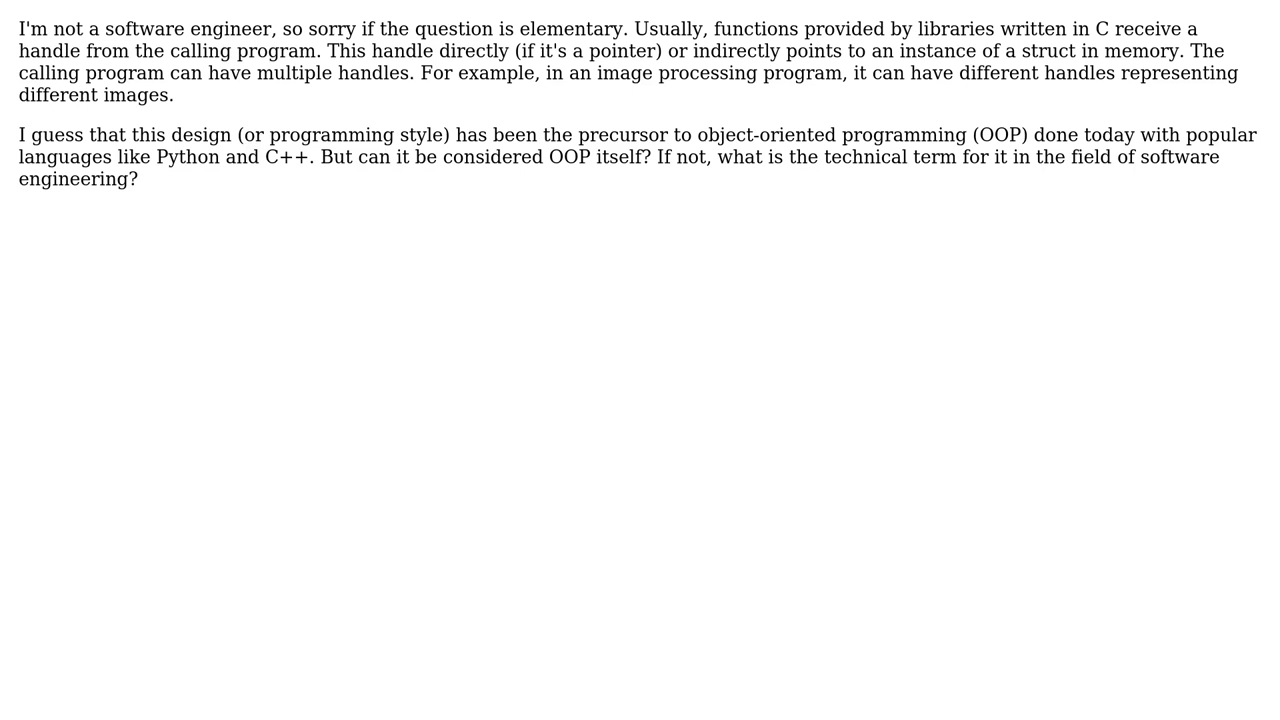 I'm not a software engineer, so sorry if the question is elementary. Usually, functions provided by libraries written in C receive a
handle from the calling program. This handle directly (if it's a pointer) or indirectly points to an instance of a struct in memory. The
calling program can have multiple handles. For example, in an image processing program, it can have different handles representing
different images.
I guess that this design (or programming style) has been the precursor to object-oriented programming (OOP) done today with popular
languages like Python and C++. But can it be considered OOP itself? If not, what is the technical term for it in the field of software
engineering?